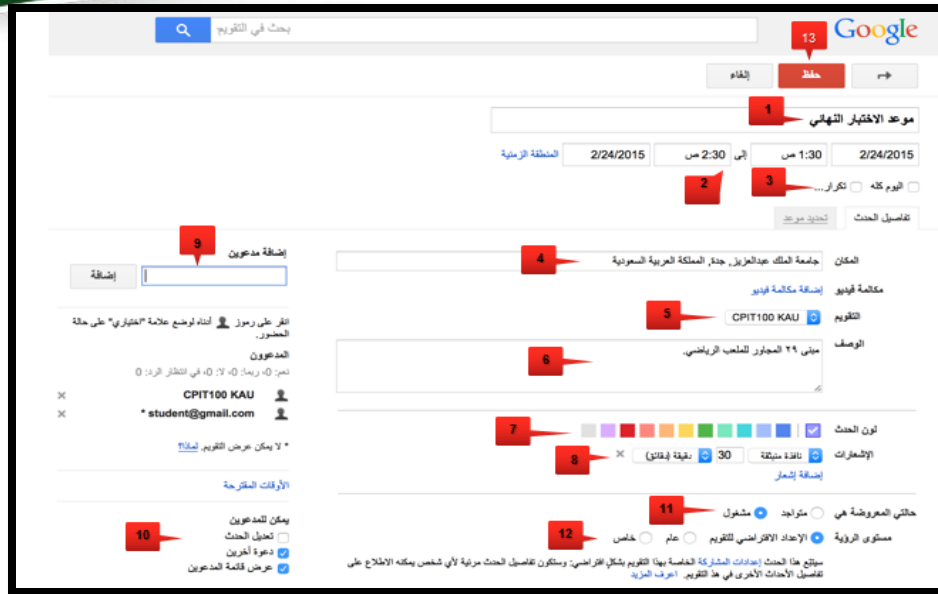 Google
بحث في التقويم
13
حفظ
إلغاء
موعد الاختبار النهائي
1
2/24/2015 1:30 ص إلى 2:30 ص 2/24/2015 المنطقة الزمنية
2
اليوم كله تكرار...
3
تفاصيل الحدث تحديد موعد
المكان جامعة الملك عبدالعزيز, جدة, المملكة العربية السعودية
4
مكالمة فيديو إضافة مكالمة فيديو
التقويم CPIT100 KAU
5
الوصف مبنى ٢٩ المجاور للملعب الرياضي.
6
لون الحدث
7
الإشعارات نافذة منبثقة 30 دقيقة (دقائق) ×
8
إضافة إشعار
حالتي المعروضة هي متواجد مشغول
11
مستوى الرؤية الإعداد الافتراضي للتقويم عام خاص
12
سيتبع هذا الحدث إعدادات المشاركة الخاصة بهذا التقويم بشكل افتراضي: وستكون تفاصيل الحدث مرئية لأي شخص يمكنه الاطلاع على
تفاصيل الأحداث الأخرى في هذ التقويم. اعرف المزيد
9
إضافة مدعوين
إضافة
انقر على رموز أدناه لوضع علامة "اختياري" على حالة
الحضور.
المدعوون
نعم: 0، ربما: 0، لا: 0، في انتظار الرد: 0
CPIT100 KAU ×
student@gmail.com * ×
* لا يمكن عرض التقويم. لماذا؟
الأوقات المقترحة
يمكن للمدعوين
تعديل الحدث
10
دعوة آخرين
عرض قائمة المدعوين